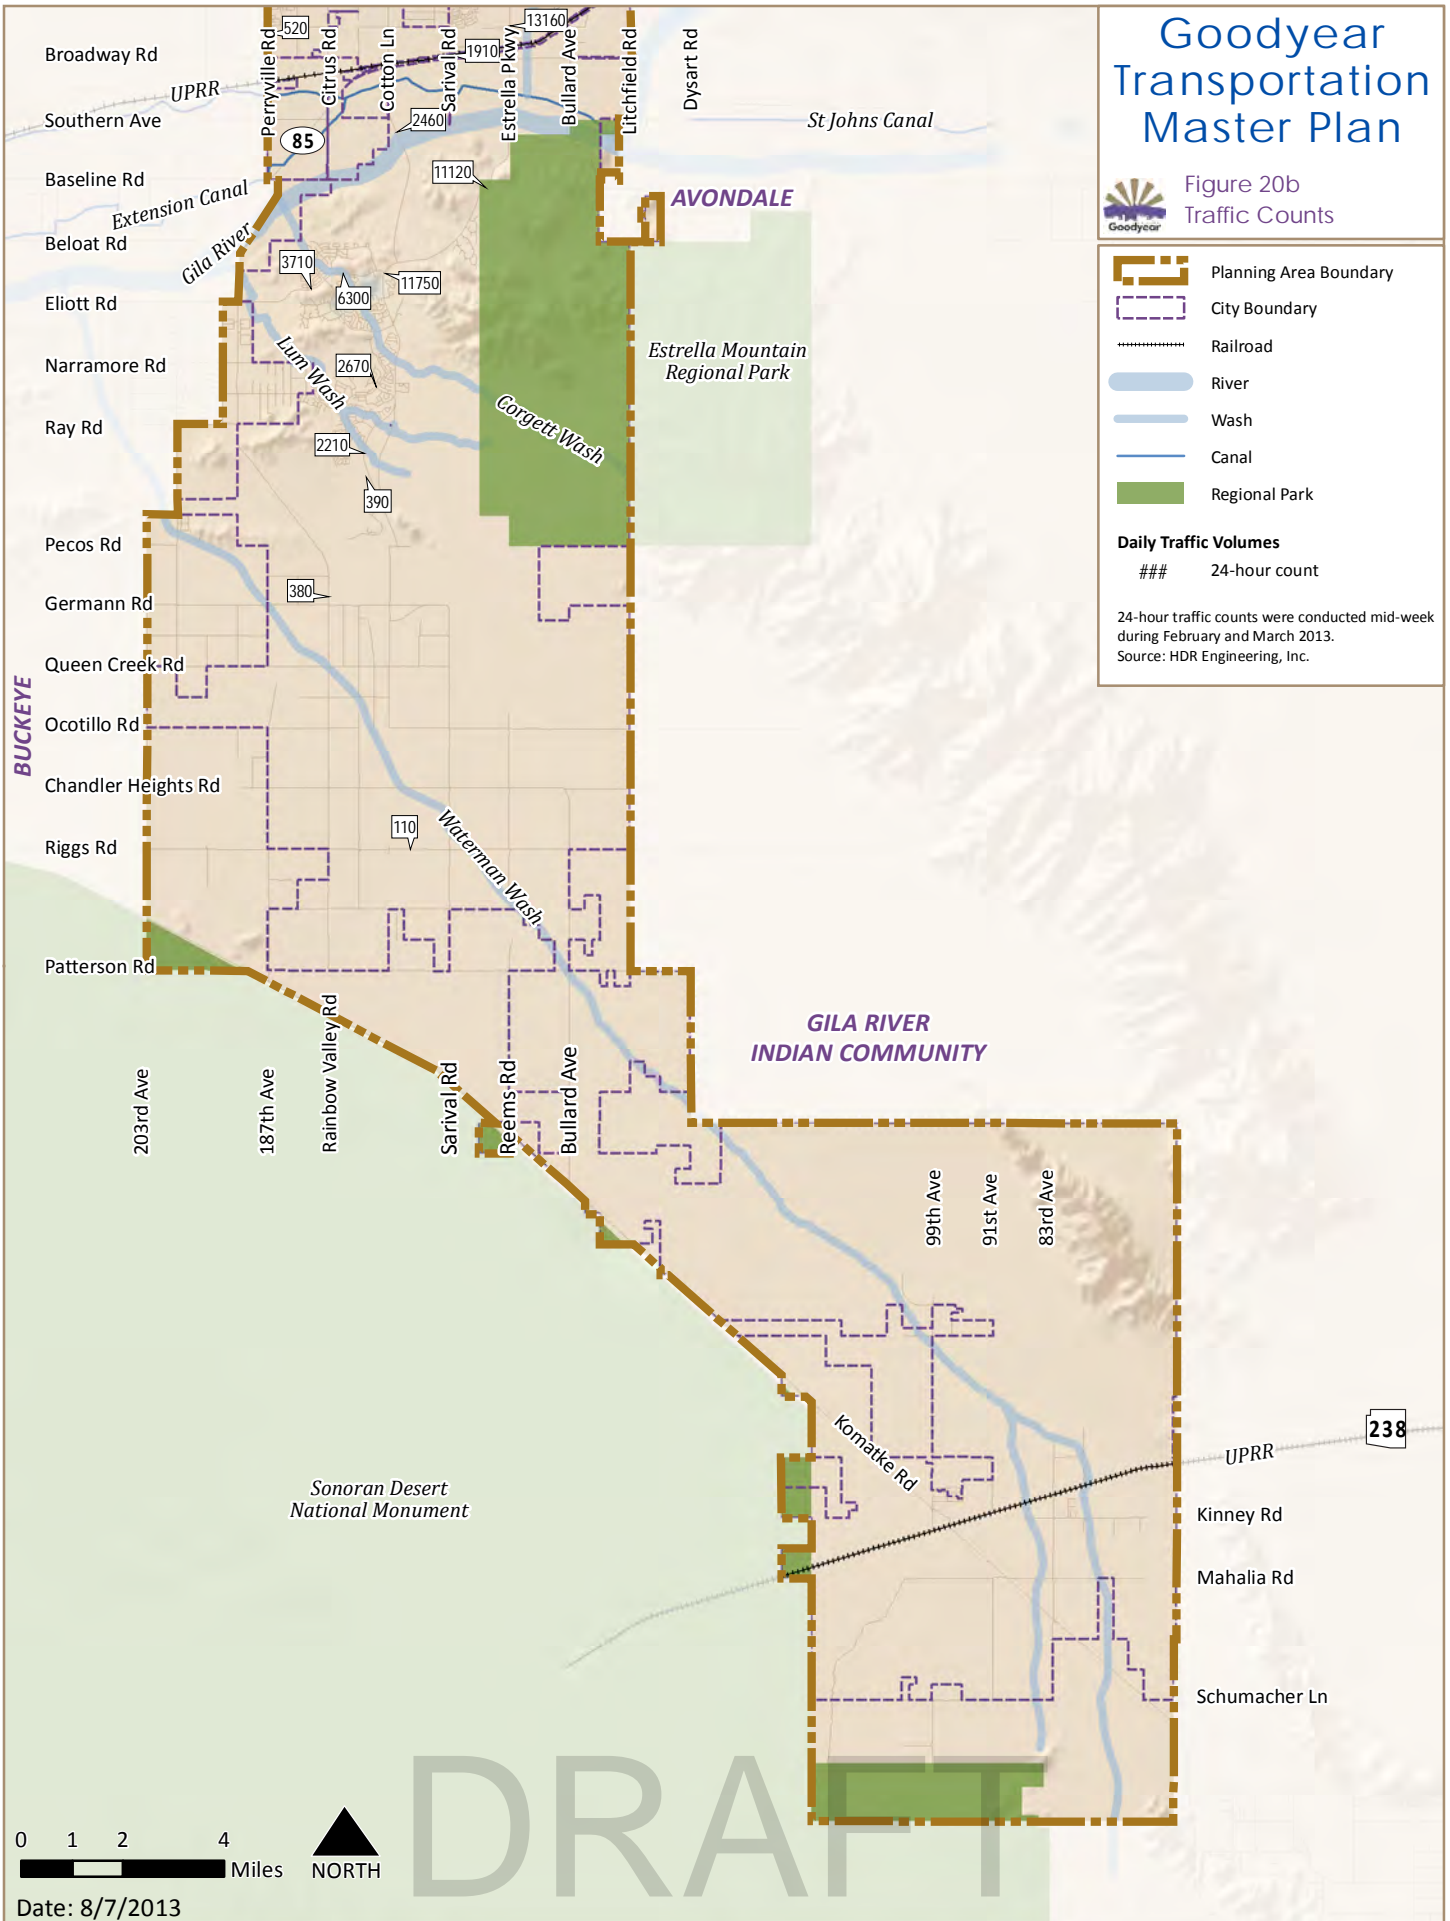 Goodyear
Transportation
Master Plan
Figure 20b
Traffic Counts
Goodyear
Planning Area Boundary
City Boundary
Railroad
River
Wash
Canal
Regional Park
Daily Traffic Volumes
### 24-hour count
24-hour traffic counts were conducted mid-week
during February and March 2013.
Source: HDR Engineering, Inc.
Broadway Rd
UPRR
Southern Ave
Baseline Rd
Extension Canal
Beloat Rd
Gila River
Eliott Rd
Narramore Rd
Ray Rd
Pecos Rd
Germann Rd
Queen Creek Rd
Ocotillo Rd
Chandler Heights Rd
Riggs Rd
Patterson Rd
BUCKEYE
Perryville Rd
Citrus Rd
Cotton Ln
Sarival Rd
Estrella Pkwy
Bullard Ave
Litchfield Rd
Dysart Rd
520
13160
1910
85
2460
11120
3710
6300
11750
2670
2210
390
380
110
St Johns Canal
AVONDALE
Estrella Mountain
Regional Park
Lum Wash
Corgett Wash
Waterman Wash
GILA RIVER
INDIAN COMMUNITY
203rd Ave
187th Ave
Rainbow Valley Rd
Sarival Rd
Reems Rd
Bullard Ave
99th Ave
91st Ave
83rd Ave
Komatke Rd
238
UPRR
Sonoran Desert
National Monument
Kinney Rd
Mahalia Rd
Schumacher Ln
DRAFT
0 1 2 4
Miles
NORTH
Date: 8/7/2013